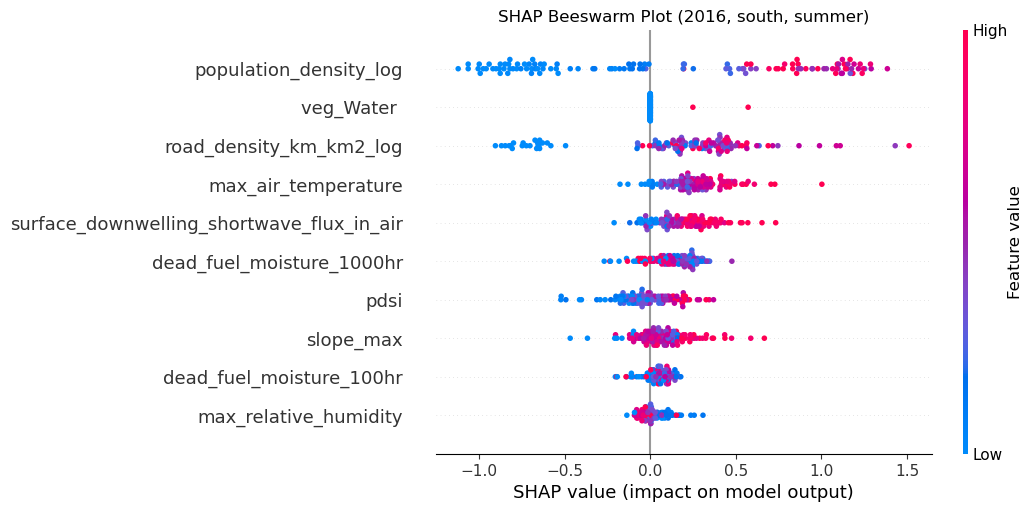 SHAP Beeswarm Plot (2016, south, summer)
High
population_density_log
veg_Water
road_density_km_km2_log
max_air_temperature
surface_downwelling_shortwave_flux_in_air
dead_fuel_moisture_1000hr
pdsi
slope_max
dead_fuel_moisture_100hr
max_relative_humidity
Feature value
Low
−1.0 −0.5 0.0 0.5 1.0 1.5
SHAP value (impact on model output)